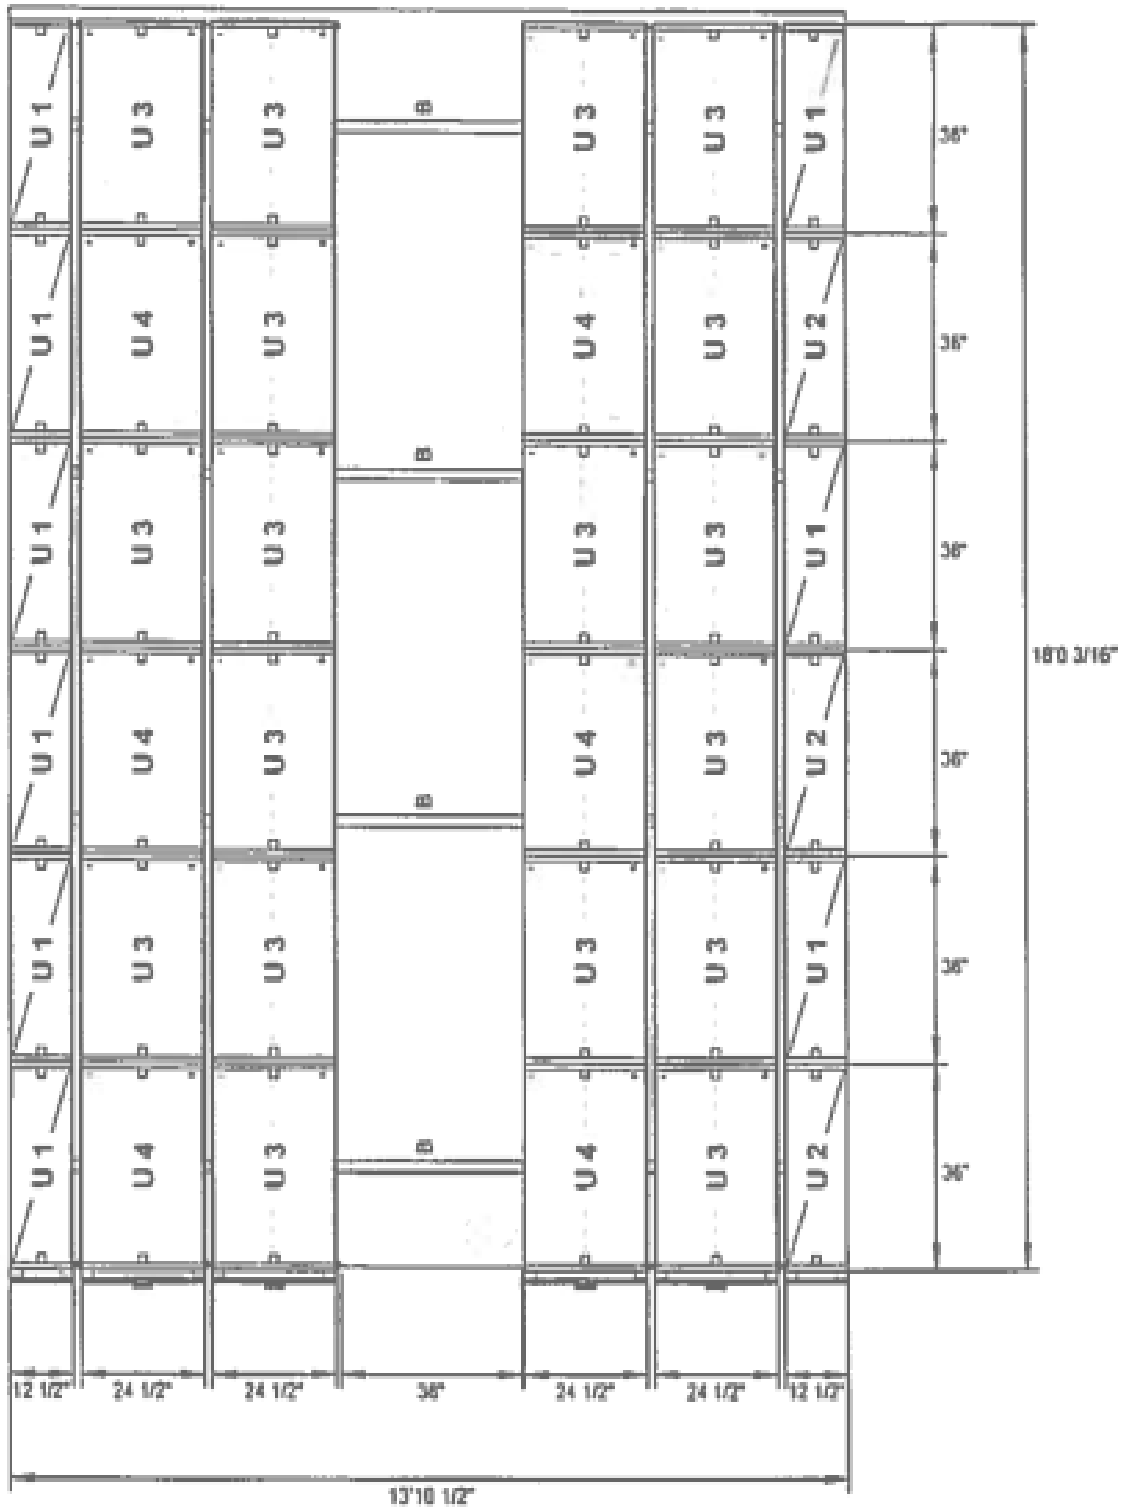 B
U 1 U 3 U 3 U 3 U 3 U 1 36"
U 1 U 4 U 3 U 4 U 3 U 2 36"
B
U 1 U 3 U 3 U 3 U 3 U 1 36"
18'0 3/16"
U 1 U 4 U 3 U 4 U 3 U 2 36"
B
U 1 U 3 U 3 U 3 U 3 U 1 36"
B
U 1 U 4 U 3 U 4 U 3 U 2 36"
12 1/2" 24 1/2" 24 1/2" 36" 24 1/2" 24 1/2" 12 1/2"
13'10 1/2"